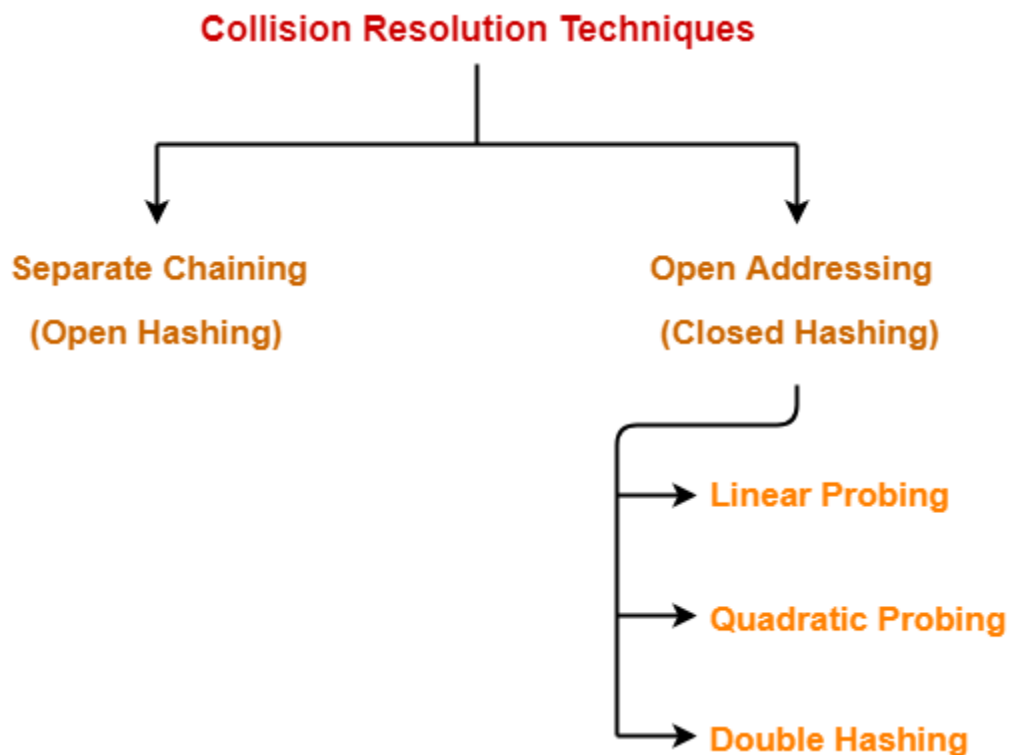 Collision Resolution Techniques
Separate Chaining
(Open Hashing)
Open Addressing
(Closed Hashing)
Linear Probing
Quadratic Probing
Double Hashing